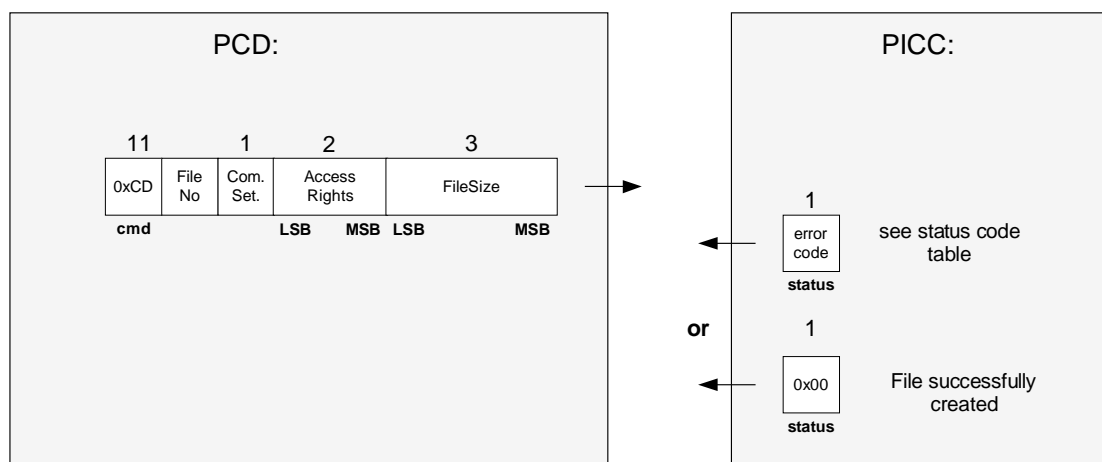 PCD:
PICC:
11 1 2 3
0xCD File No Com. Set. Access Rights FileSize
cmd LSB MSB LSB MSB
1
error code
see status code table
status
or
1
0x00
File successfully created
status